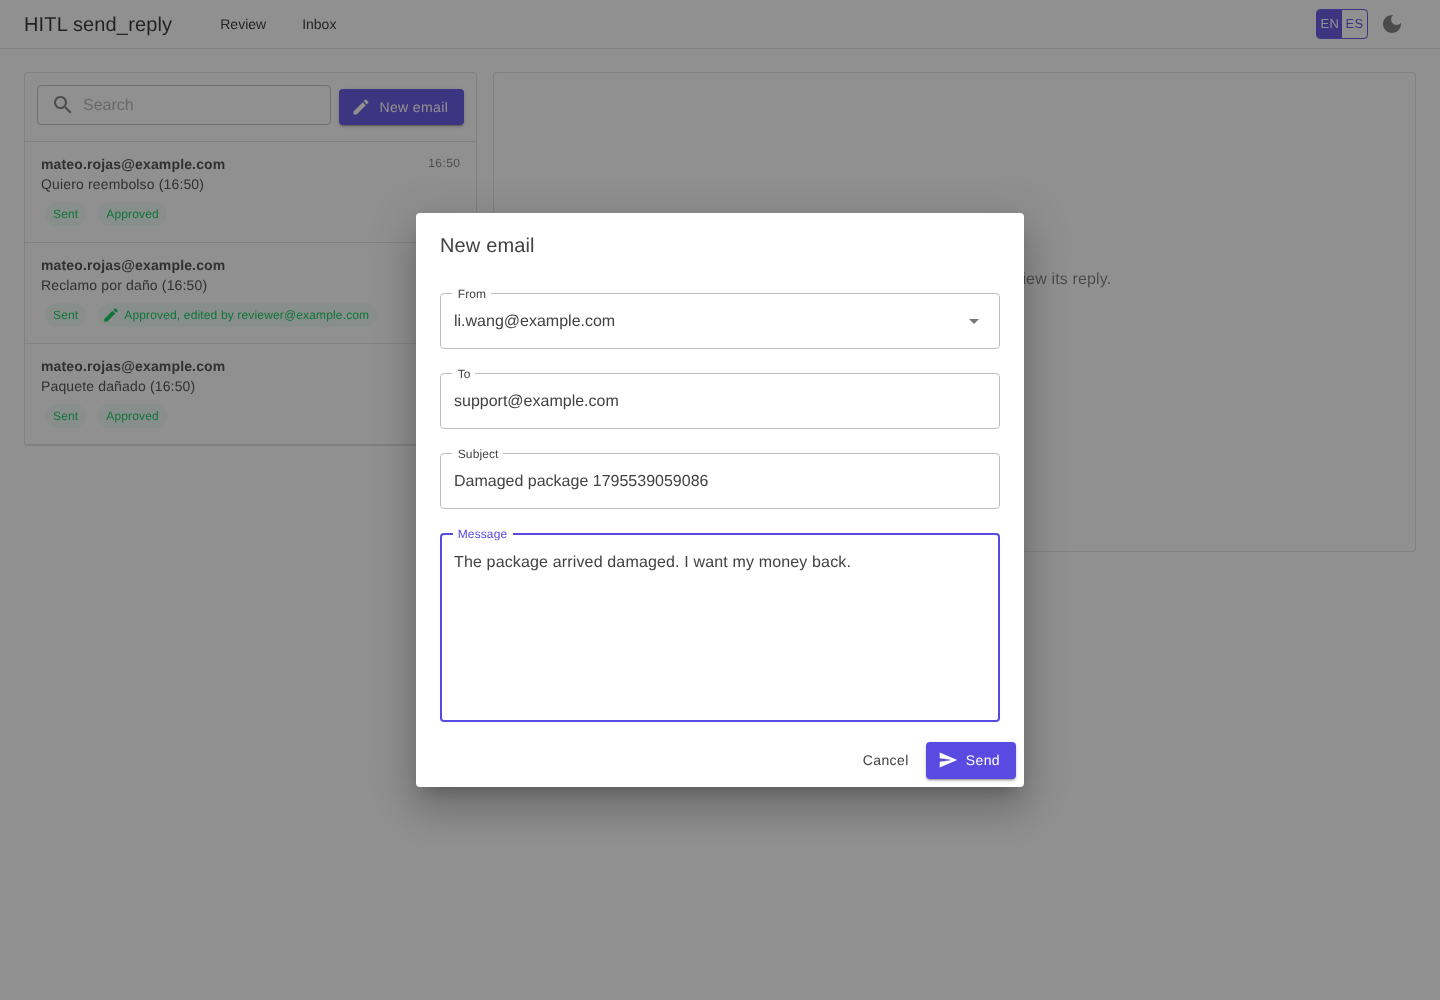 HITL send_reply
Review
Inbox
EN ES
Search
New email
mateo.rojas@example.com
16:50
Quiero reembolso (16:50)
Sent
Approved
mateo.rojas@example.com
Reclamo por daño (16:50)
Sent
Approved, edited by reviewer@example.com
mateo.rojas@example.com
Paquete dañado (16:50)
Sent
Approved
its reply.
New email
From
li.wang@example.com
To
support@example.com
Subject
Damaged package 1795539059086
Message
The package arrived damaged. I want my money back.
Cancel
Send